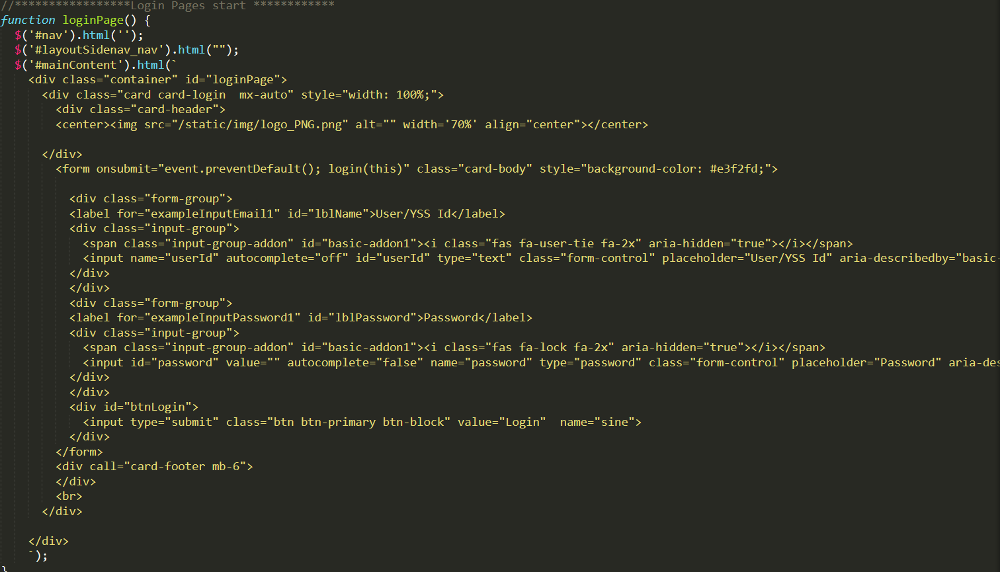 //*****************Login Pages start ************
function loginPage() {
$('#nav').html('');
$('#layoutSidenav_nav').html("");
$('#mainContent').html(`
<div class="container" id="loginPage">
<div class="card card-login  mx-auto" style="width: 100%;">
<div class="card-header">
<center><img src="/static/img/logo_PNG.png" alt="" width='70%' align="center"></center>
</div>
<form onsubmit="event.preventDefault(); login(this)" class="card-body" style="background-color: #e3f2fd;">
<div class="form-group">
<label for="exampleInputEmail1" id="lblName">User/YSS Id</label>
<div class="input-group">
<span class="input-group-addon" id="basic-addon1"><i class="fas fa-user-tie fa-2x" aria-hidden="true"></i></span>
<input name="userId" autocomplete="off" id="userId" type="text" class="form-control" placeholder="User/YSS Id" aria-describedby="basic-
</div>
</div>
<div class="form-group">
<label for="exampleInputPassword1" id="lblPassword">Password</label>
<div class="input-group">
<span class="input-group-addon" id="basic-addon1"><i class="fas fa-lock fa-2x" aria-hidden="true"></i></span>
<input id="password" value="" autocomplete="false" name="password" type="password" class="form-control" placeholder="Password" aria-des
</div>
</div>
<div id="btnLogin">
<input type="submit" class="btn btn-primary btn-block" value="Login"  name="sine">
</div>
</form>
<div call="card-footer mb-6">
</div>
<br>
</div>
</div>
`);
}